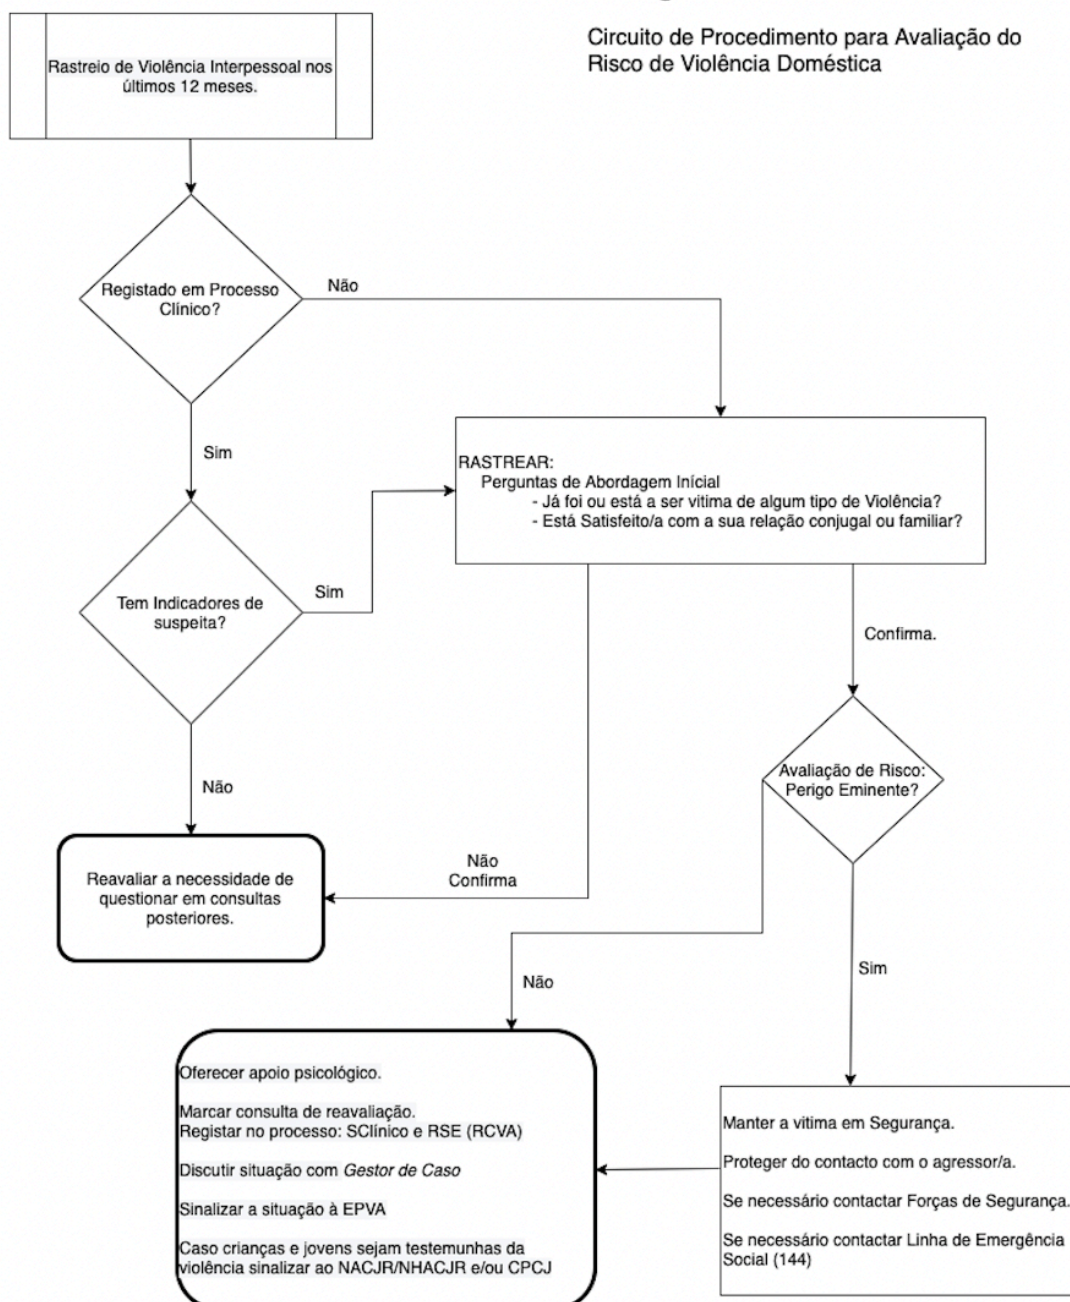 Circuito de Procedimento para Avaliação do
Risco de Violência Doméstica
Rastreio de Violência Interpessoal nos
últimos 12 meses.
Registado em Processo
Clínico?
Não
Sim
RASTREAR:
Perguntas de Abordagem Inícial
- Já foi ou está a ser vitima de algum tipo de Violência?
- Está Satisfeito/a com a sua relação conjugal ou familiar?
Tem Indicadores de
suspeita?
Sim
Confirma.
Não
Avaliação de Risco:
Perigo Eminente?
Reavaliar a necessidade de
questionar em consultas
posteriores.
Não
Confirma
Não
Sim
Oferecer apoio psicológico.
Marcar consulta de reavaliação.
Registar no processo: SClínico e RSE (RCVA)
Discutir situação com Gestor de Caso
Sinalizar a situação à EPVA
Caso crianças e jovens sejam testemunhas da
violência sinalizar ao NACJR/NHACJR e/ou CPCJ
Manter a vitima em Segurança.
Proteger do contacto com o agressor/a.
Se necessário contactar Forças de Segurança.
Se necessário contactar Linha de Emergência
Social (144)